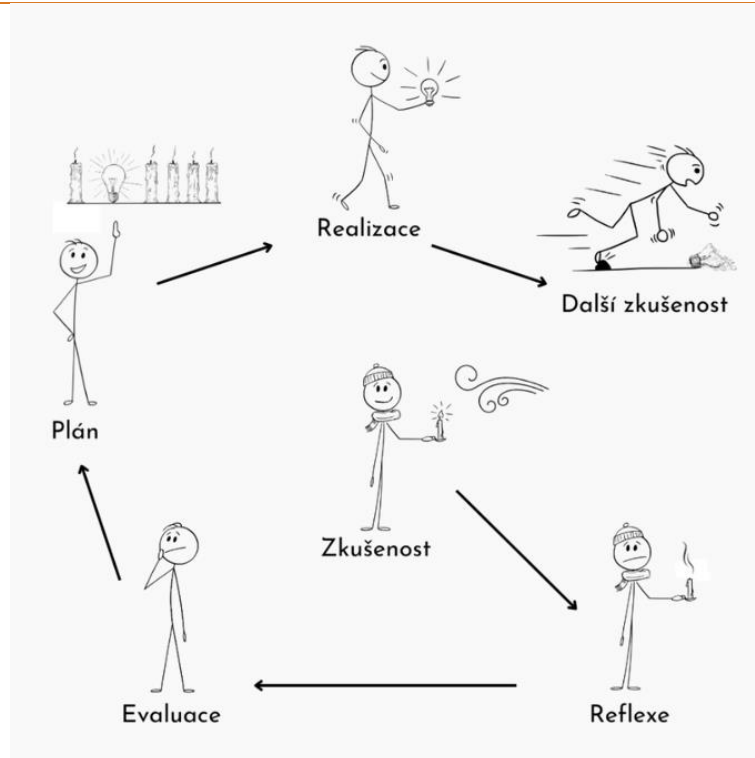 Realizace
Další zkušenost
Plán
Zkušenost
Evaluace
Reflexe